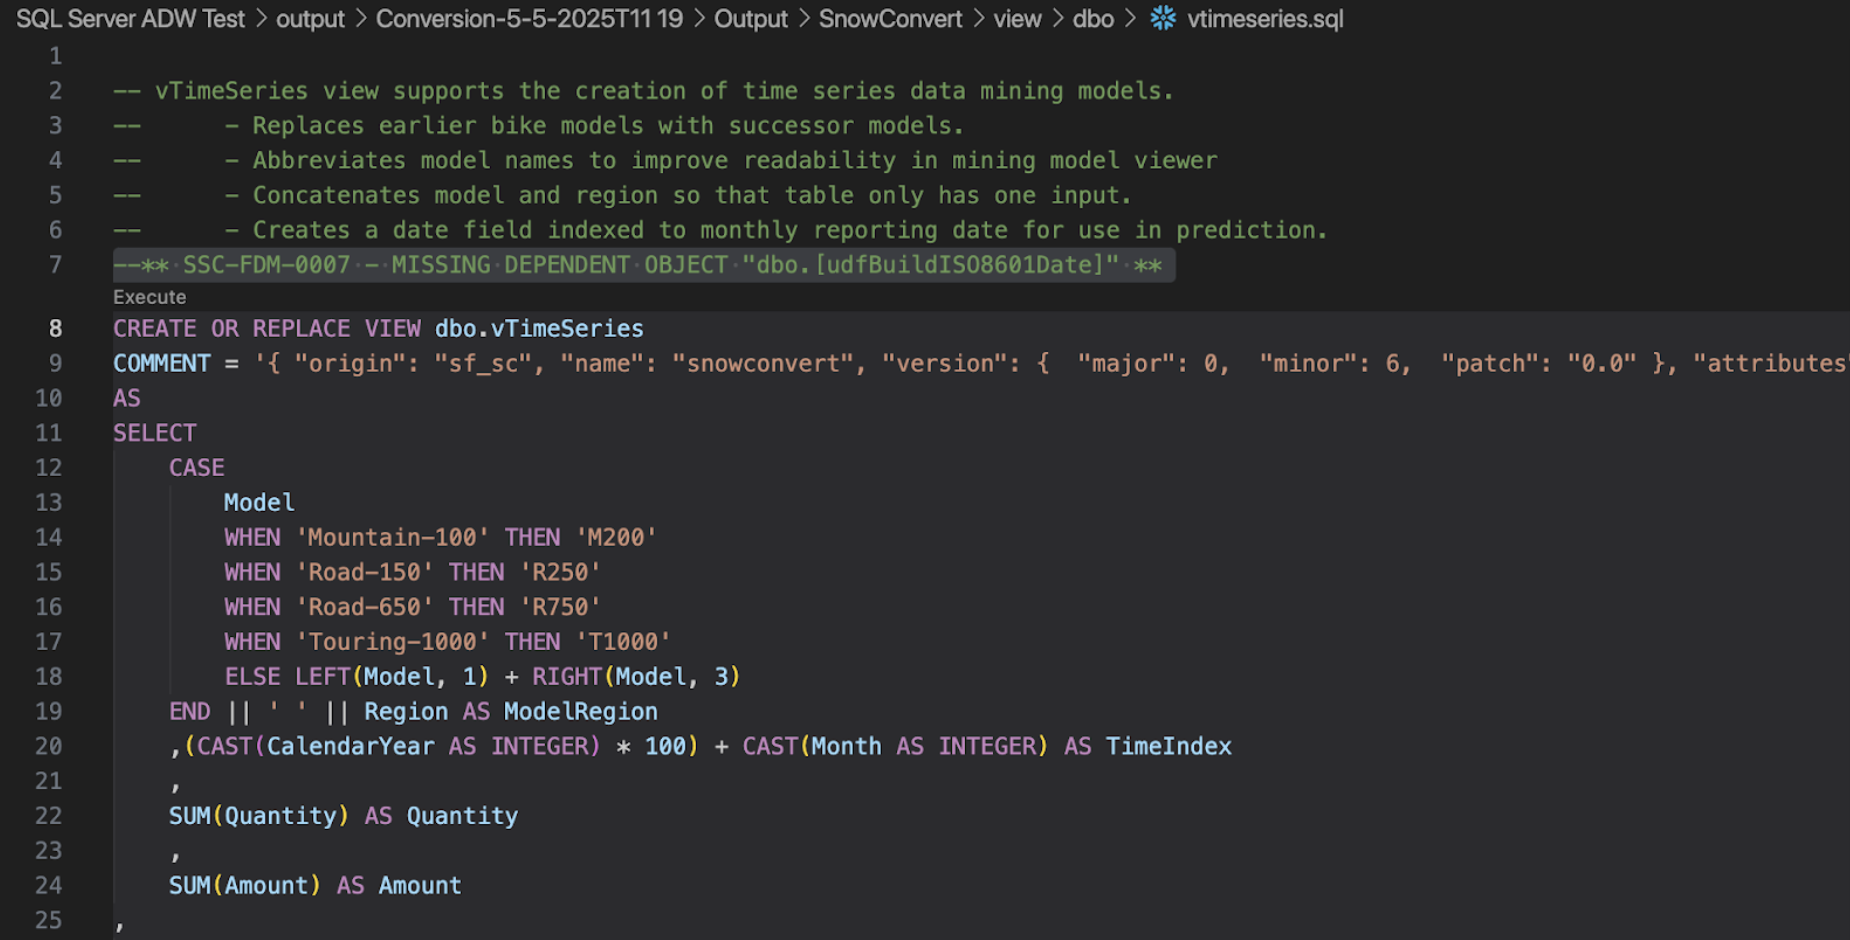 SQL Server ADW Test > output > Conversion-5-5-2025T11 19 > Output > SnowConvert > view > dbo > vtimeseries.sql
1
2 -- vTimeSeries view supports the creation of time series data mining models.
3 --      - Replaces earlier bike models with successor models.
4 --      - Abbreviates model names to improve readability in mining model viewer
5 --      - Concatenates model and region so that table only has one input.
6 --      - Creates a date field indexed to monthly reporting date for use in prediction.
7 --** SSC-FDM-0007 - MISSING DEPENDENT OBJECT "dbo.[udfBuildISO8601Date]" **
Execute
8 CREATE OR REPLACE VIEW dbo.vTimeSeries
9 COMMENT = '{ "origin": "sf_sc", "name": "snowconvert", "version": {  "major": 0,  "minor": 6,  "patch": "0.0" }, "attributes"
10 AS
11 SELECT
12     CASE
13         Model
14         WHEN 'Mountain-100' THEN 'M200'
15         WHEN 'Road-150' THEN 'R250'
16         WHEN 'Road-650' THEN 'R750'
17         WHEN 'Touring-1000' THEN 'T1000'
18         ELSE LEFT(Model, 1) + RIGHT(Model, 3)
19     END || ' ' || Region AS ModelRegion
20     ,(CAST(CalendarYear AS INTEGER) * 100) + CAST(Month AS INTEGER) AS TimeIndex
21     ,
22     SUM(Quantity) AS Quantity
23     ,
24     SUM(Amount) AS Amount
25 ,